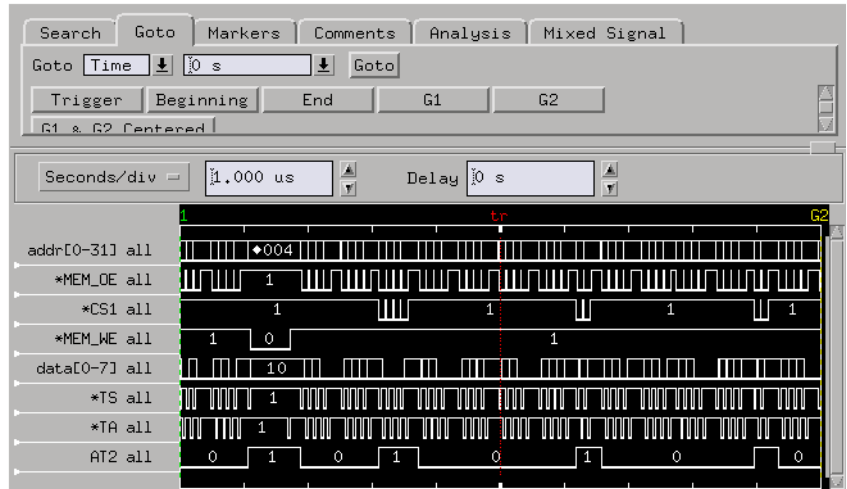 Search Goto Markers Comments Analysis Mixed Signal
Goto Time 0 s Goto
Trigger Beginning End G1 G2
G1 & G2 Centered
Seconds/div 1.000 us Delay 0 s
1 tr G2
addr[0-31] all ◆004
*MEM_OE all 1
*CS1 all 1 1 1 1
*MEM_WE all 1 0 1
data[0-7] all 10
*TS all 1
*TA all 1
AT2 all 0 1 0 1 0 1 0 0